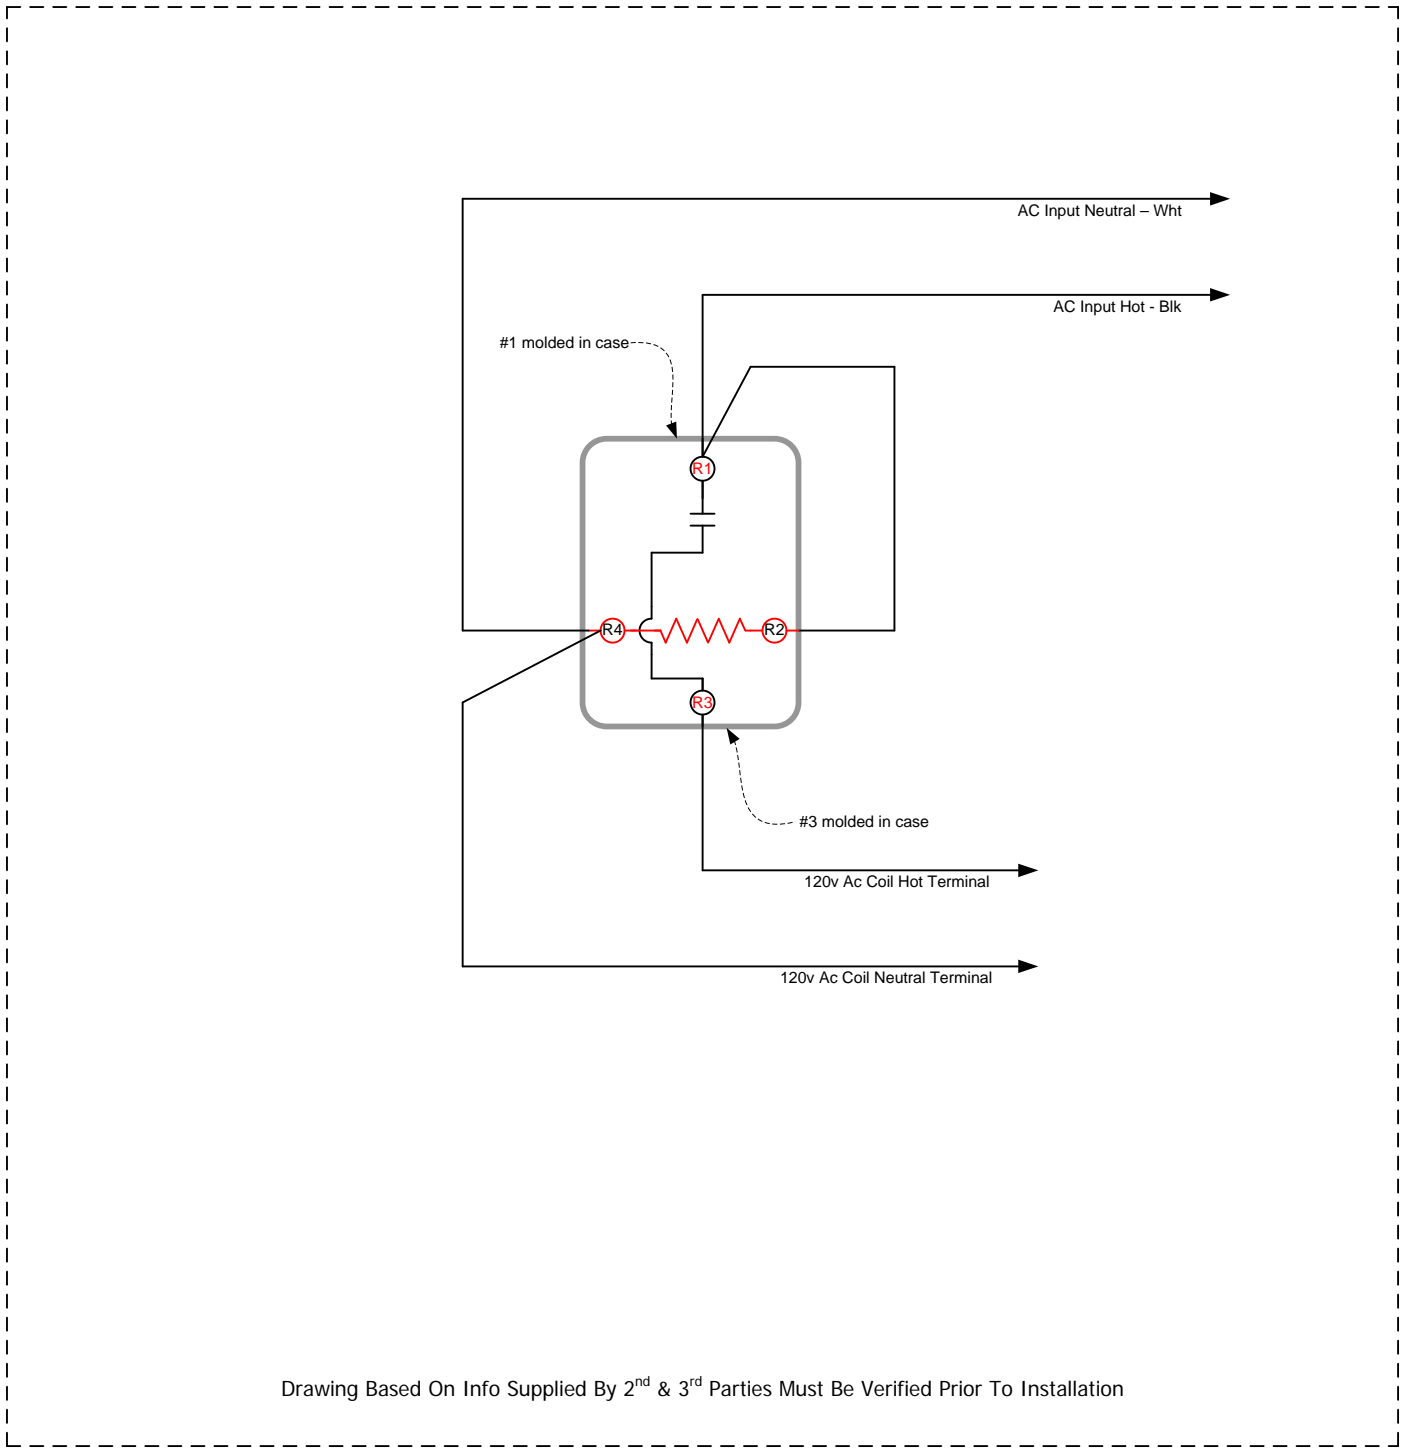 AC Input Neutral – Wht
AC Input Hot - Blk
#1 molded in case
R1
R4
R2
R3
#3 molded in case
120v Ac Coil Hot Terminal
120v Ac Coil Neutral Terminal
Drawing Based On Info Supplied By 2nd & 3rd Parties Must Be Verified Prior To Installation